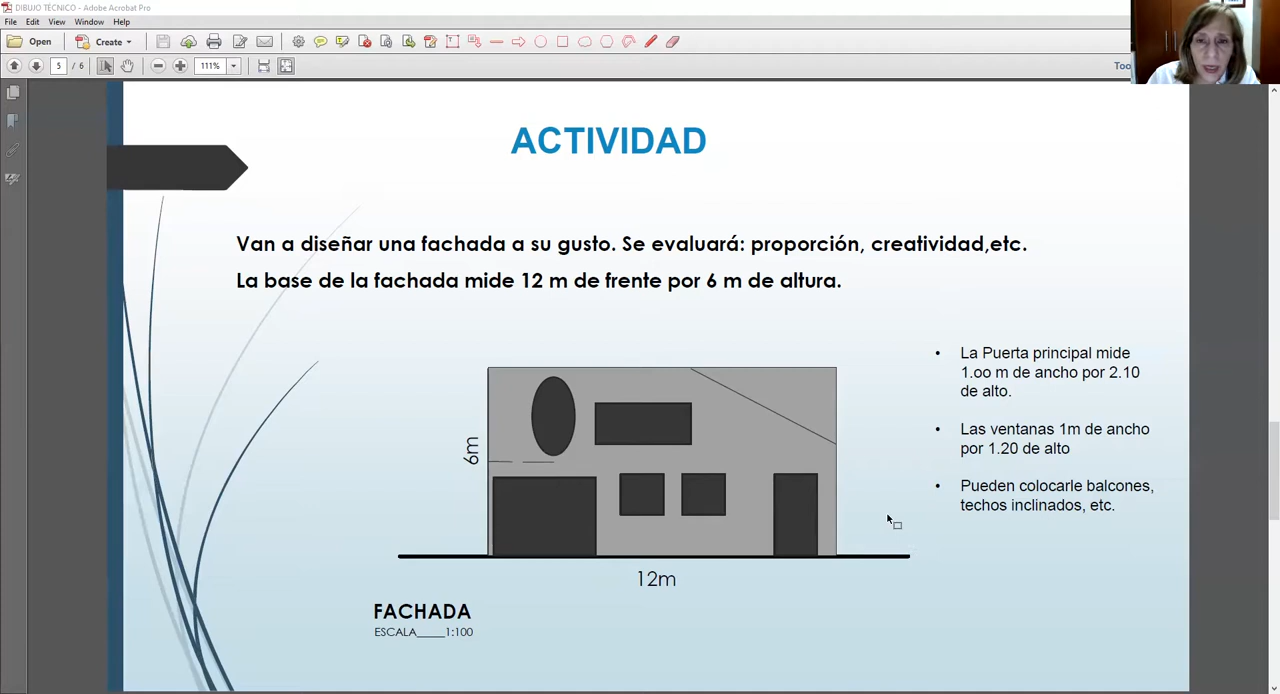 DIBUJO TÉCNICO - Adobe Acrobat Pro
File Edit View Window Help
Open Create
5 / 6 111% Too
ACTIVIDAD
Van a diseñar una fachada a su gusto. Se evaluará: proporción, creatividad,etc.
La base de la fachada mide 12 m de frente por 6 m de altura.
• La Puerta principal mide
1.oo m de ancho por 2.10
de alto.
• Las ventanas 1m de ancho
por 1.20 de alto
• Pueden colocarle balcones,
techos inclinados, etc.
6m
12m
FACHADA
ESCALA_____1:100